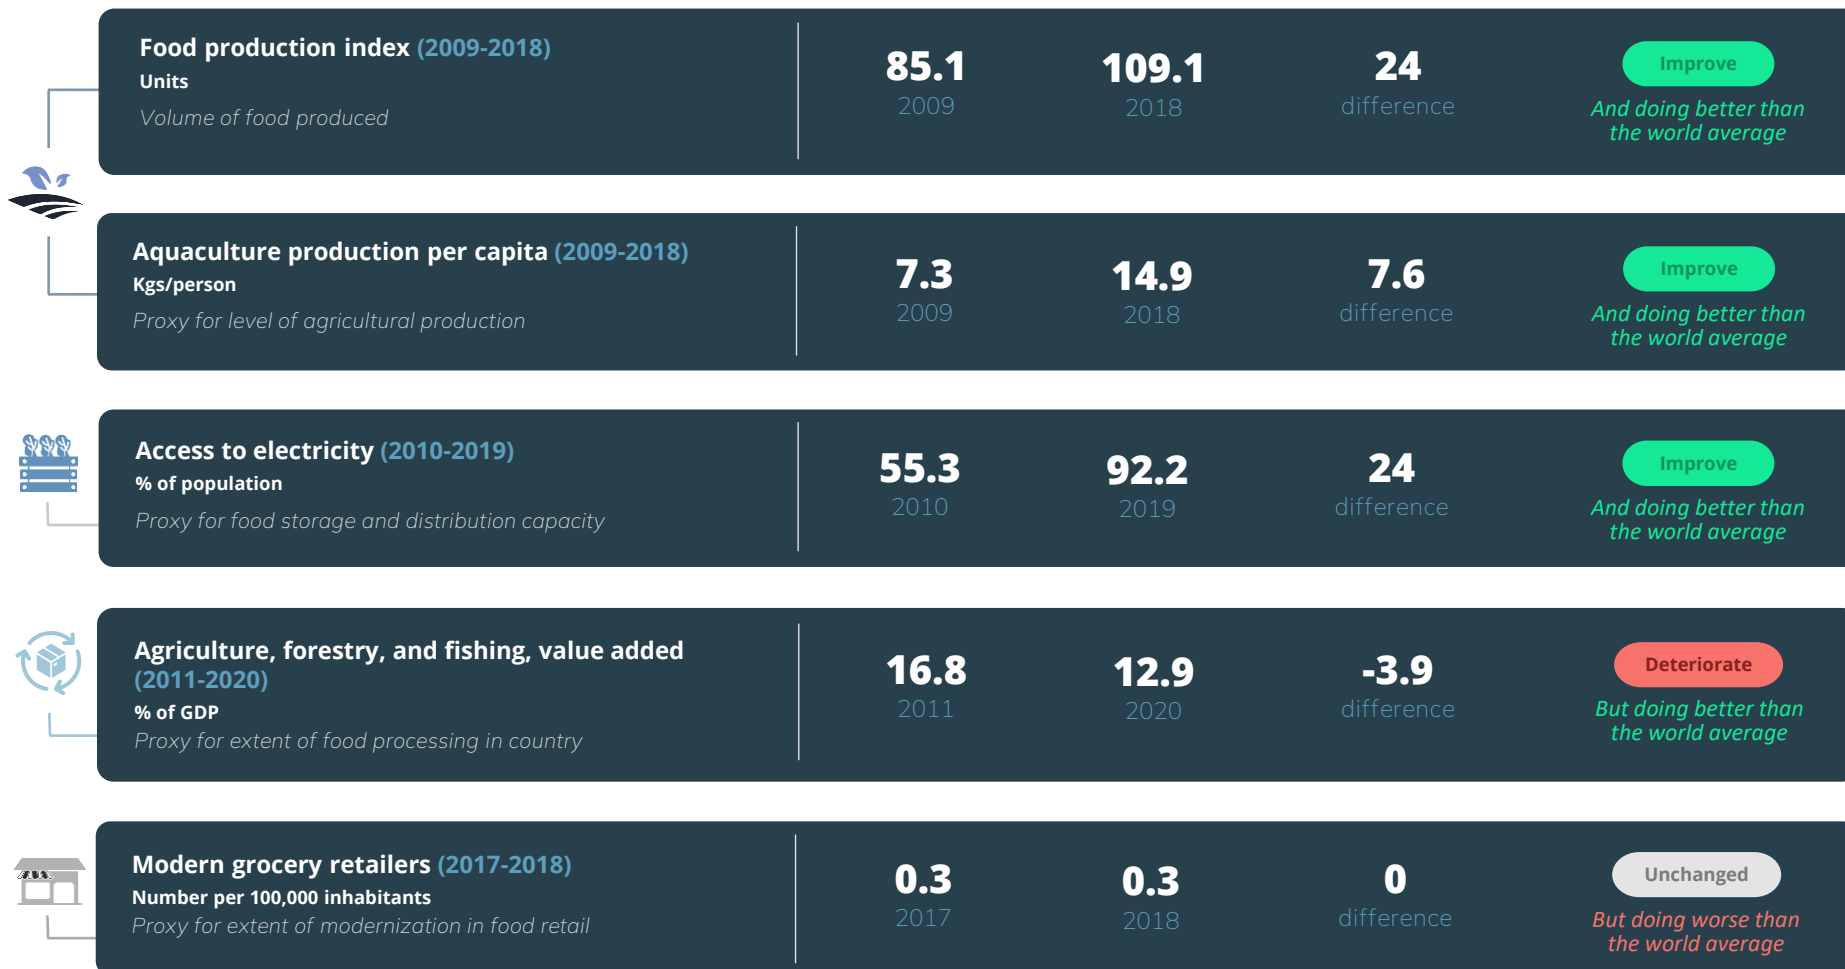 Food production index (2009-2018)
Units
Volume of food produced
85.1
2009
109.1
2018
24
difference
Improve
And doing better than
the world average
Aquaculture production per capita (2009-2018)
Kgs/person
Proxy for level of agricultural production
7.3
2009
14.9
2018
7.6
difference
Improve
And doing better than
the world average
Access to electricity (2010-2019)
% of population
Proxy for food storage and distribution capacity
55.3
2010
92.2
2019
24
difference
Improve
And doing better than
the world average
Agriculture, forestry, and fishing, value added
(2011-2020)
% of GDP
Proxy for extent of food processing in country
16.8
2011
12.9
2020
-3.9
difference
Deteriorate
But doing better than
the world average
Modern grocery retailers (2017-2018)
Number per 100,000 inhabitants
Proxy for extent of modernization in food retail
0.3
2017
0.3
2018
0
difference
Unchanged
But doing worse than
the world average